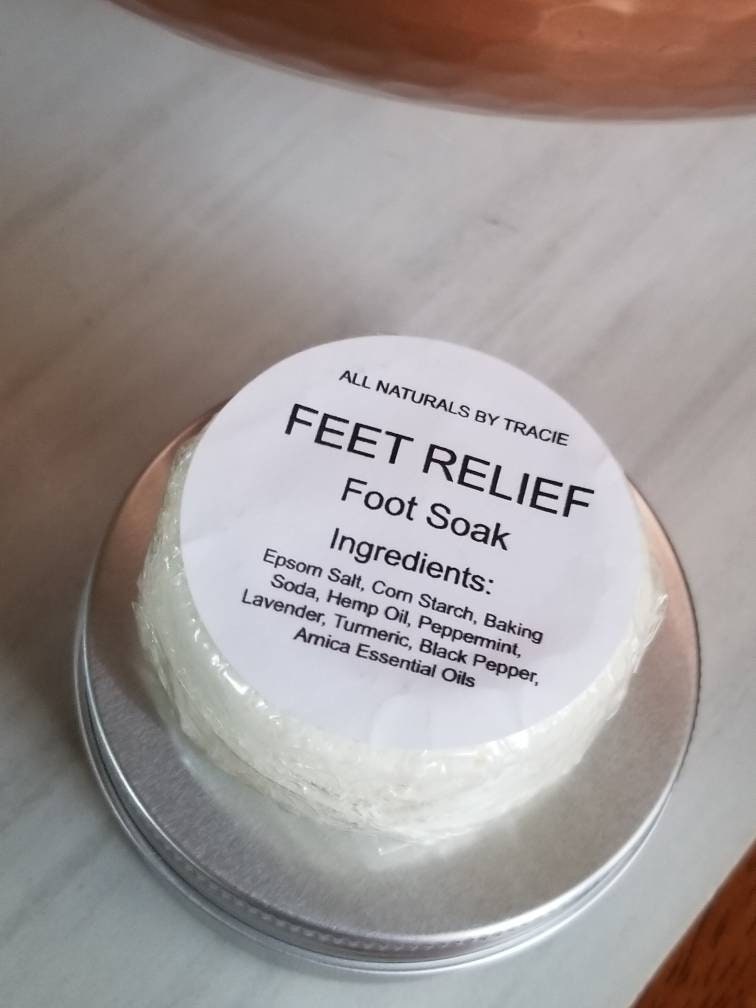 ALL NATURALS BY TRACIE
FEET RELIEF
Foot Soak
Ingredients:
Epsom Salt, Corn Starch, Baking
Soda, Hemp Oil, Peppermint,
Lavender, Turmeric, Black Pepper,
Arnica Essential Oils